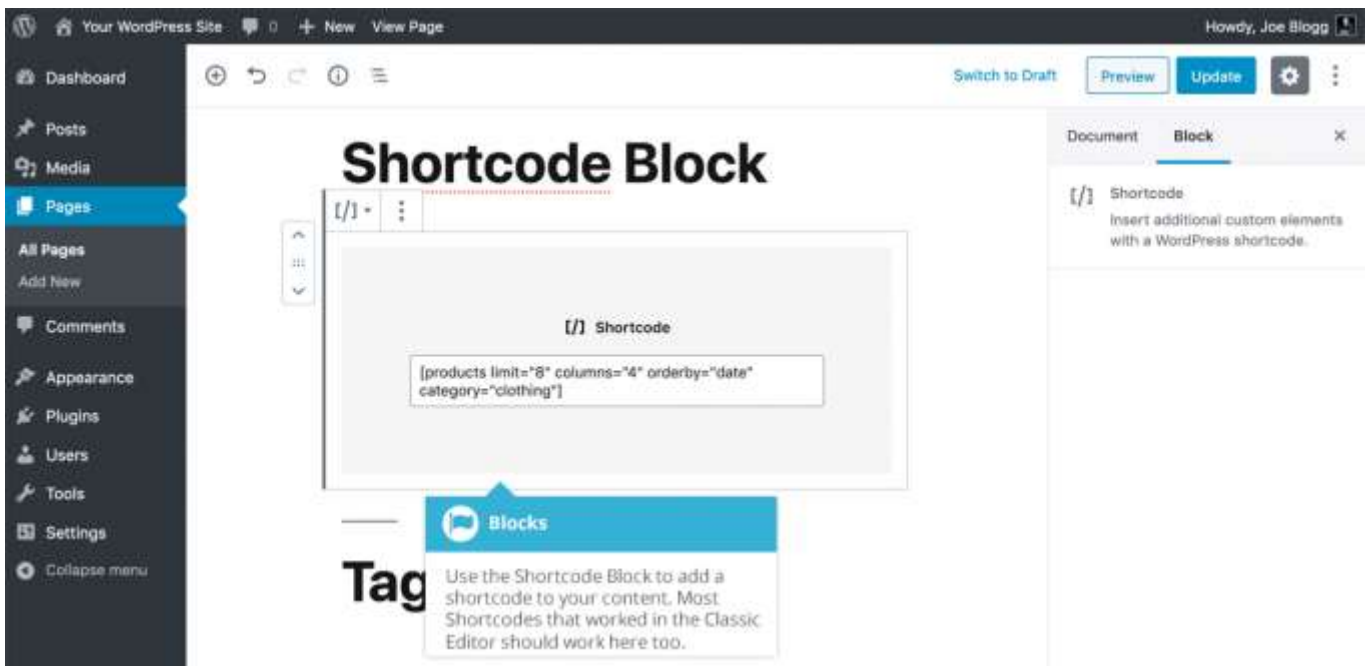 Your WordPress Site 0 + New View Page Howdy, Joe Blogg
Dashboard
Posts
Media
Pages
All Pages
Add New
Comments
Appearance
Plugins
Users
Tools
Settings
Collapse menu
Switch to Draft Preview Update
Shortcode Block
[/]
[/] Shortcode
[products limit="8" columns="4" orderby="date"
category="clothing"]
Blocks
Use the Shortcode Block to add a
shortcode to your content. Most
Shortcodes that worked in the Classic
Editor should work here too.
Tag
Document Block ×
[/] Shortcode
Insert additional custom elements
with a WordPress shortcode.